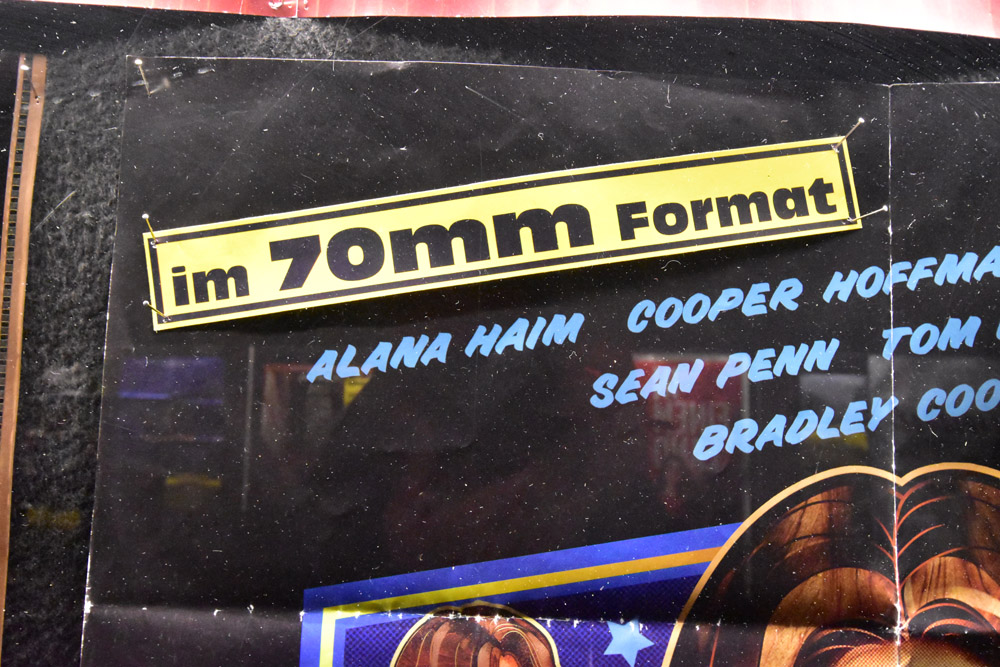 im 70mm Format
ALANA HAIM COOPER HOFFMA
SEAN PENN TOM
BRADLEY COO